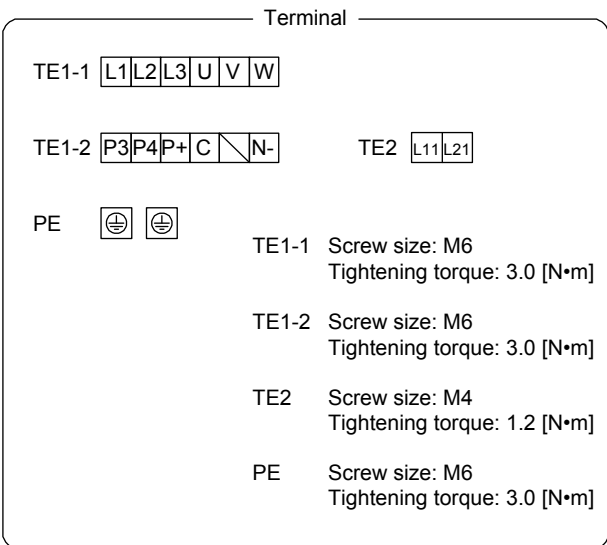 Terminal
TE1-1 L1 L2 L3 U V W
TE1-2 P3 P4 P+ C N- TE2 L11 L21
PE
TE1-1 Screw size: M6
Tightening torque: 3.0 [N•m]
TE1-2 Screw size: M6
Tightening torque: 3.0 [N•m]
TE2 Screw size: M4
Tightening torque: 1.2 [N•m]
PE Screw size: M6
Tightening torque: 3.0 [N•m]